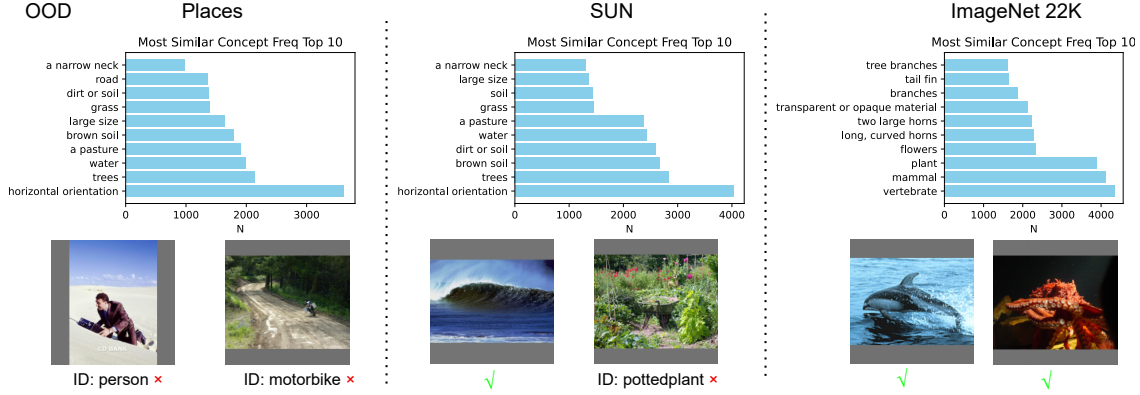 OOD Places SUN ImageNet 22K
Most Similar Concept Freq Top 10
a narrow neck
road
dirt or soil
grass
large size
brown soil
a pasture
water
trees
horizontal orientation
0 1000 2000 3000
N
Most Similar Concept Freq Top 10
a narrow neck
large size
soil
grass
a pasture
water
dirt or soil
brown soil
trees
horizontal orientation
0 1000 2000 3000 4000
N
Most Similar Concept Freq Top 10
tree branches
tail fin
branches
transparent or opaque material
two large horns
long, curved horns
flowers
plant
mammal
vertebrate
0 1000 2000 3000 4000
N
ID: person ×
ID: motorbike ×
√
ID: pottedplant ×
√
√